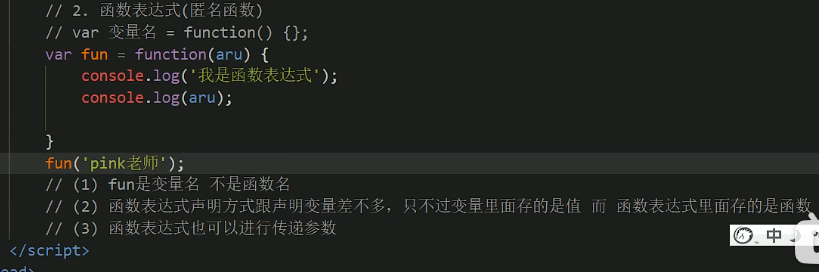 // 2. 函数表达式(匿名函数)
// var 变量名 = function() {};
var fun = function(aru) {
console.log('我是函数表达式');
console.log(aru);
}
fun('pink老师');
// (1) fun是变量名 不是函数名
// (2) 函数表达式声明方式跟声明变量差不多，只不过变量里面存的是值 而 函数表达式里面存的是函数
// (3) 函数表达式也可以进行传递参数
</script>
中